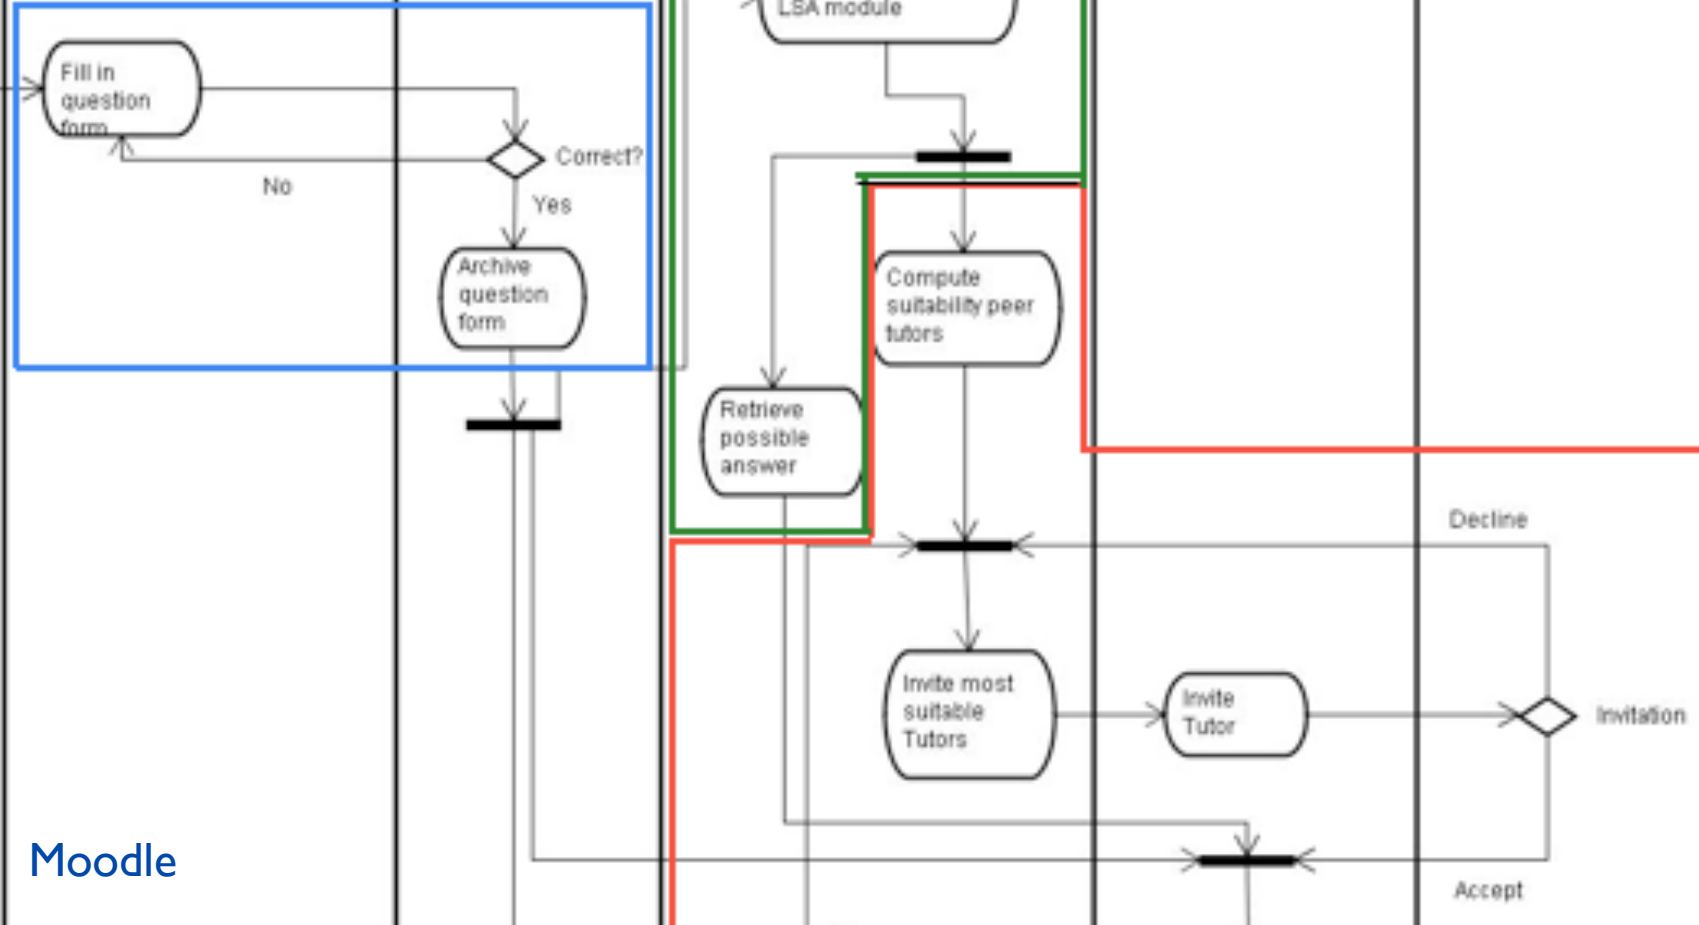 LSA module
Fill in
question
form
Correct?
No
Yes
Archive
question
form
Compute
suitability peer
tutors
Retrieve
possible
answer
Decline
Invite most
suitable
Tutors
Invite
Tutor
Invitation
Moodle
Accept